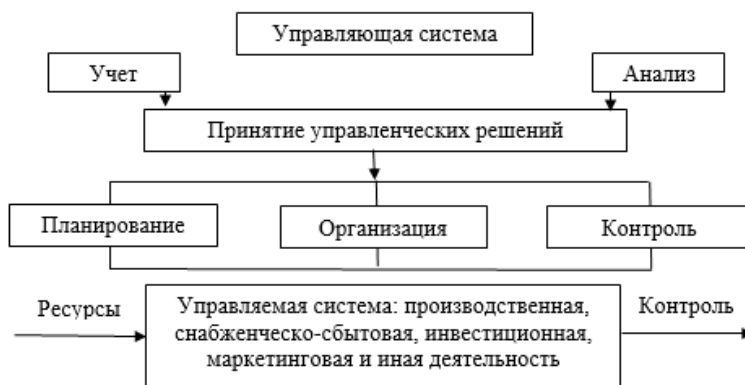 Управляющая система
Учет
Анализ
Принятие управленческих решений
Планирование
Организация
Контроль
Ресурсы
Управляемая система: производственная,
снабженческо-сбытовая, инвестиционная,
маркетинговая и иная деятельность
Контроль